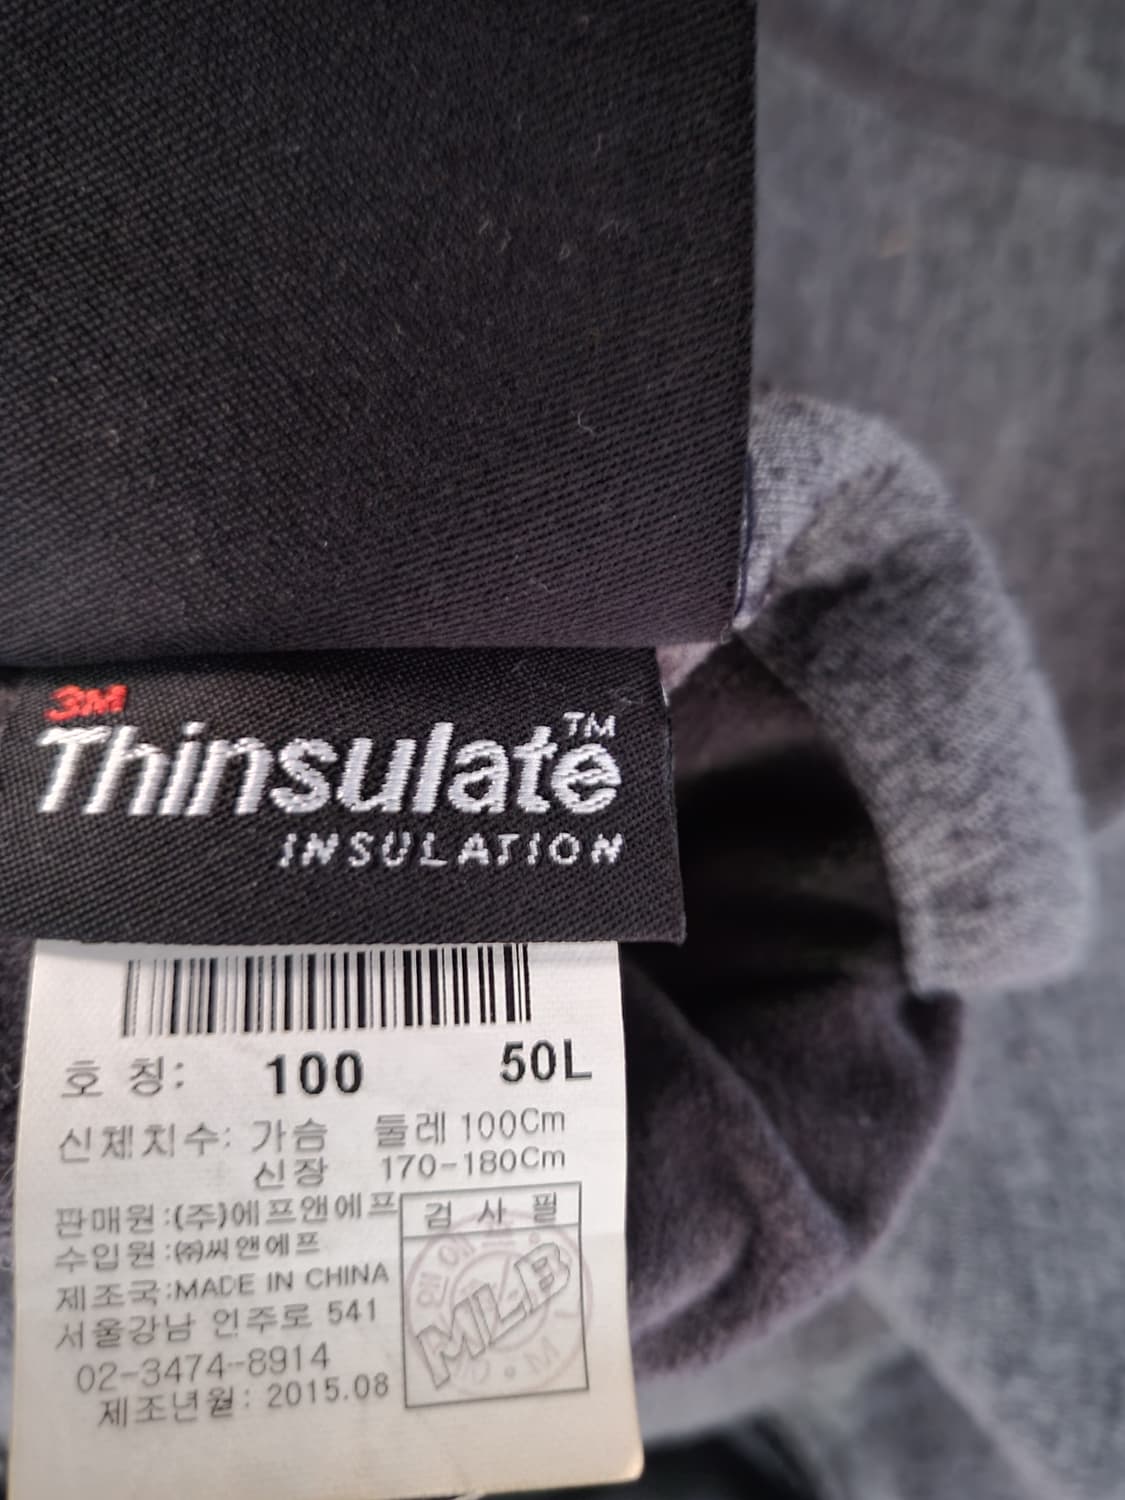 3M
Thinsulate™
INSULATION
호 칭: 100 50L
신체치수: 가슴 둘레 100Cm
신장 170-180Cm
판매원:(주)에프앤에프
수입원:㈜씨앤에프
제조국:MADE IN CHINA
서울강남 언주로 541
02-3474-8914
제조년월: 2015.08
검 사 필
MLB